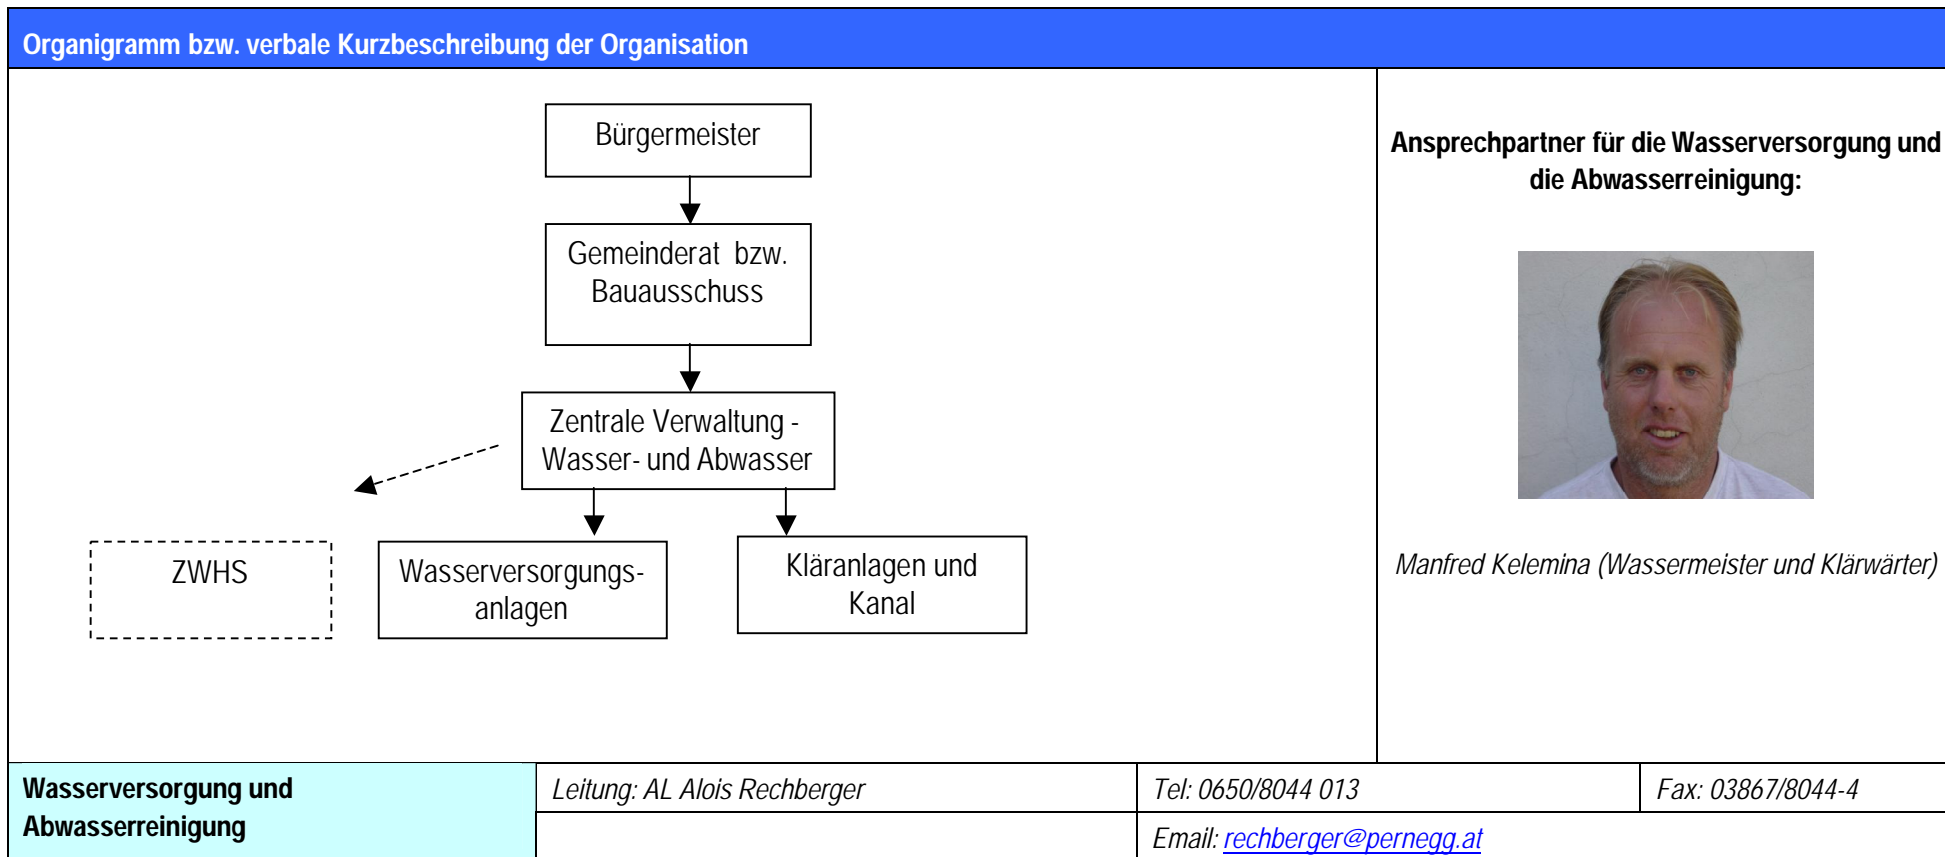 Organigramm bzw. verbale Kurzbeschreibung der Organisation
Bürgermeister
Gemeinderat bzw.
Bauausschuss
Zentrale Verwaltung -
Wasser- und Abwasser
ZWHS
Wasserversorgungs-
anlagen
Kläranlagen und
Kanal
Ansprechpartner für die Wasserversorgung und
die Abwasserreinigung:
Manfred Kelemina (Wassermeister und Klärwärter)
Wasserversorgung und
Abwasserreinigung
Leitung: AL Alois Rechberger
Tel: 0650/8044 013
Fax: 03867/8044-4
Email: rechberger@pernegg.at